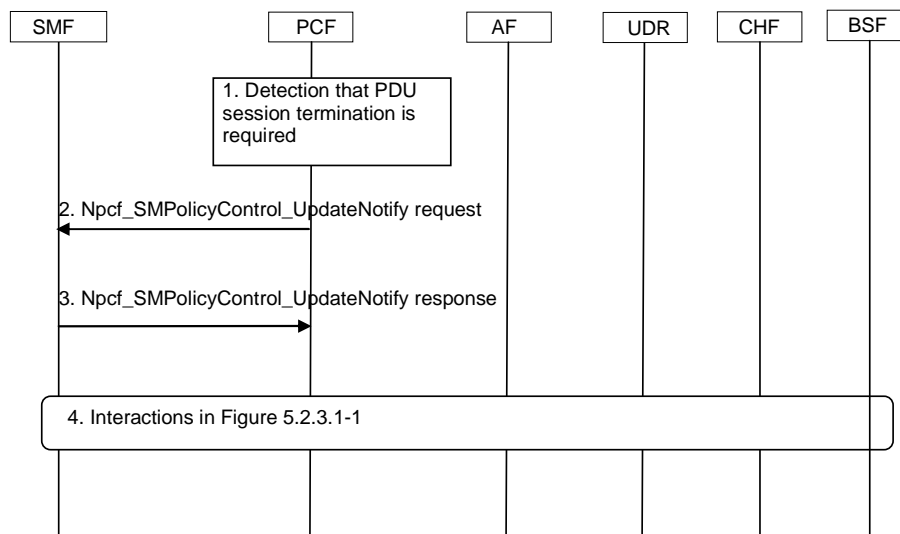 SMF
PCF
AF
UDR
CHF
BSF
1. Detection that PDU
session termination is
required
2. Npcf_SMPolicyControl_UpdateNotify request
3. Npcf_SMPolicyControl_UpdateNotify response
4. Interactions in Figure 5.2.3.1-1